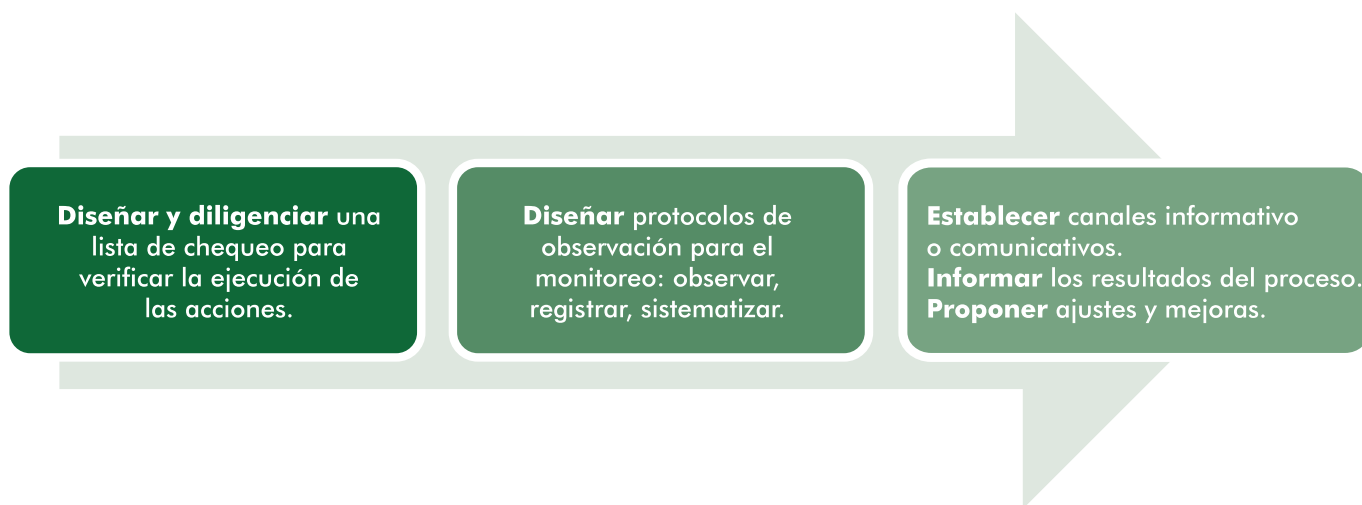 Diseñar y diligenciar una
lista de chequeo para
verificar la ejecución de
las acciones.
Diseñar protocolos de
observación para el
monitoreo: observar,
registrar, sistematizar.
Establecer canales informativo
o comunicativos.
Informar los resultados del proceso.
Proponer ajustes y mejoras.